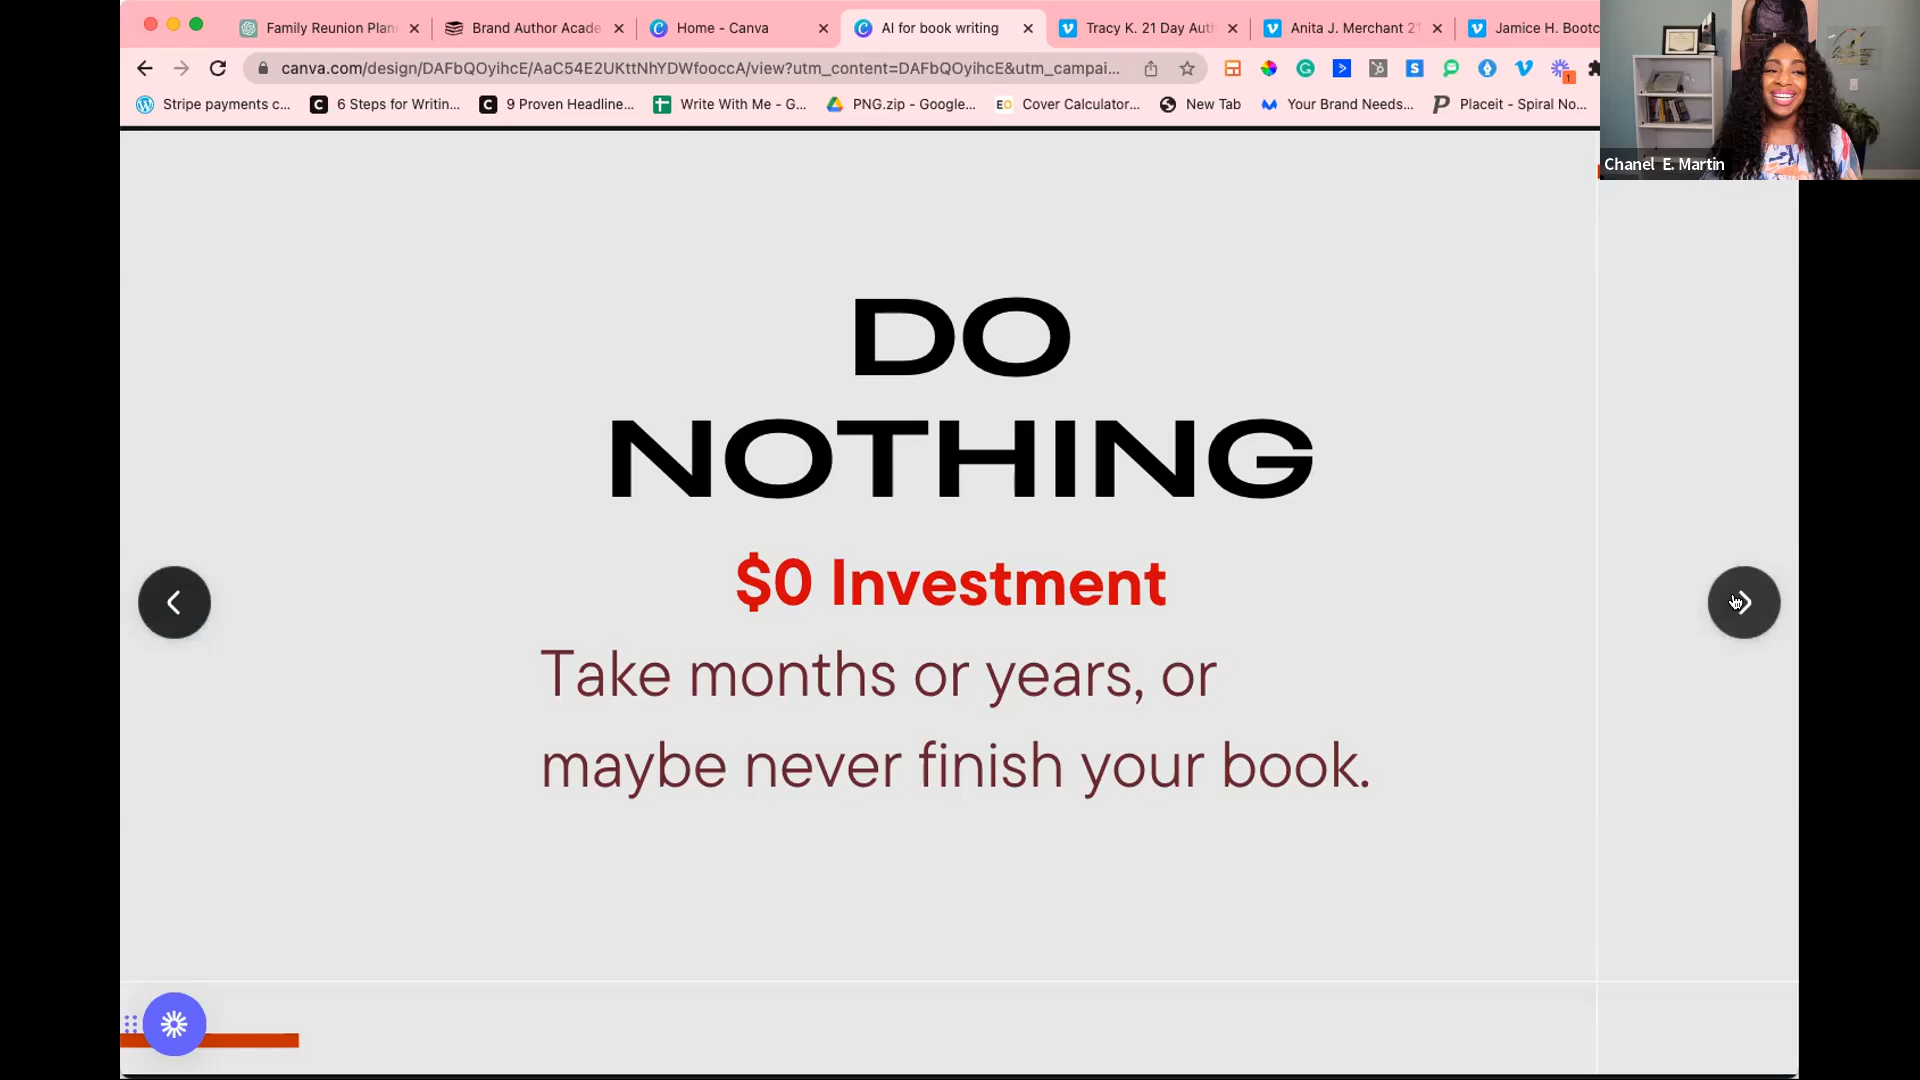 Family Reunion Plan
Brand Author Acade
Home - Canva
AI for book writing
Tracy K. 21 Day Auth
Anita J. Merchant 21
Jamice H. Bootc
canva.com/design/DAFbQOyihcE/AaC54E2UKttNhYDWfooccA/view?utm_content=DAFbQOyihcE&utm_campai...
1
Stripe payments c...
6 Steps for Writin...
9 Proven Headline...
Write With Me - G...
PNG.zip - Google...
EO
Cover Calculator...
New Tab
Your Brand Needs...
Placeit - Spiral No...
Chanel E. Martin
DO
NOTHING
$0 Investment
Take months or years, or
maybe never finish your book.